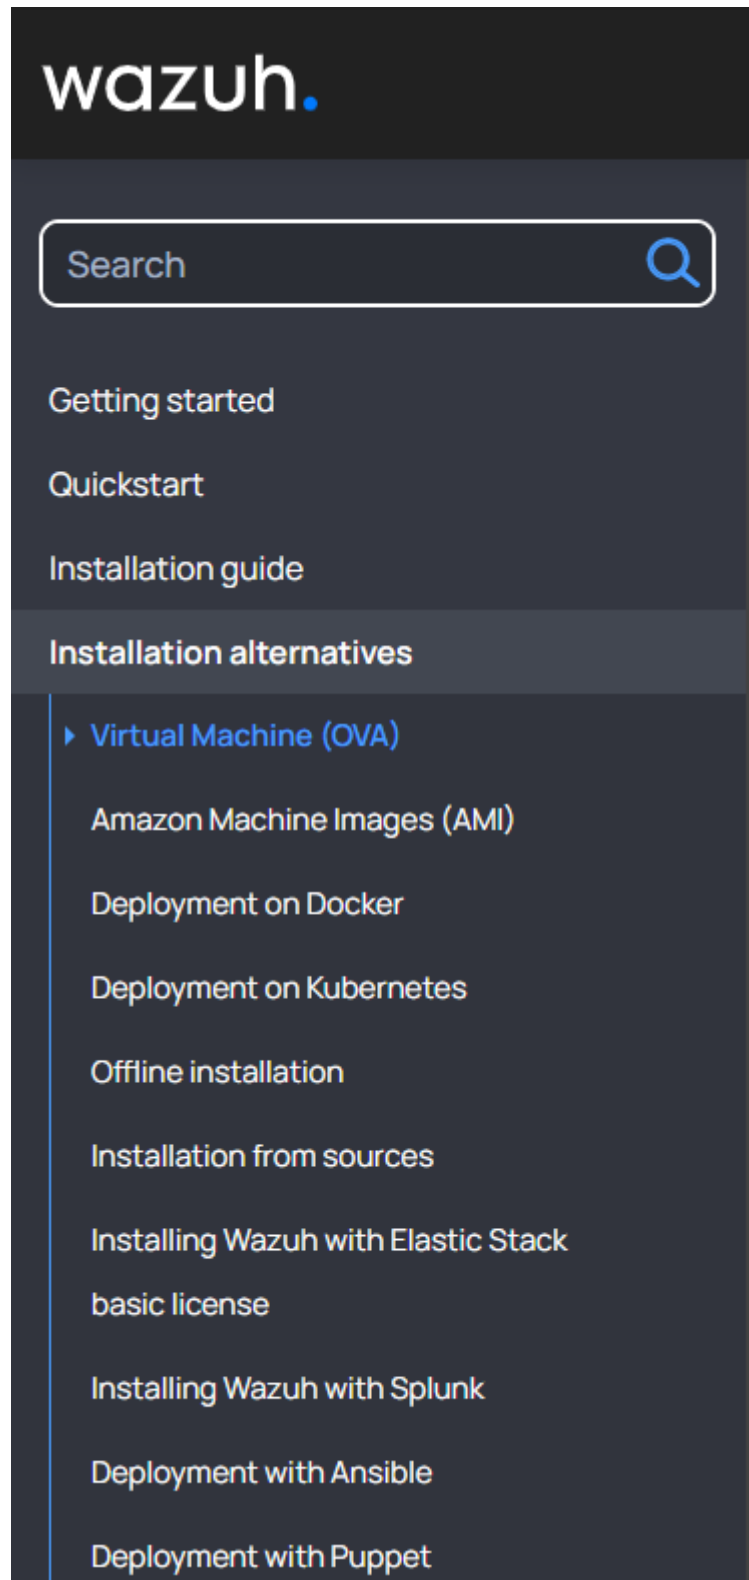 wazuh.
Search
Getting started
Quickstart
Installation guide
Installation alternatives
Virtual Machine (OVA)
Amazon Machine Images (AMI)
Deployment on Docker
Deployment on Kubernetes
Offline installation
Installation from sources
Installing Wazuh with Elastic Stack
basic license
Installing Wazuh with Splunk
Deployment with Ansible
Deployment with Puppet